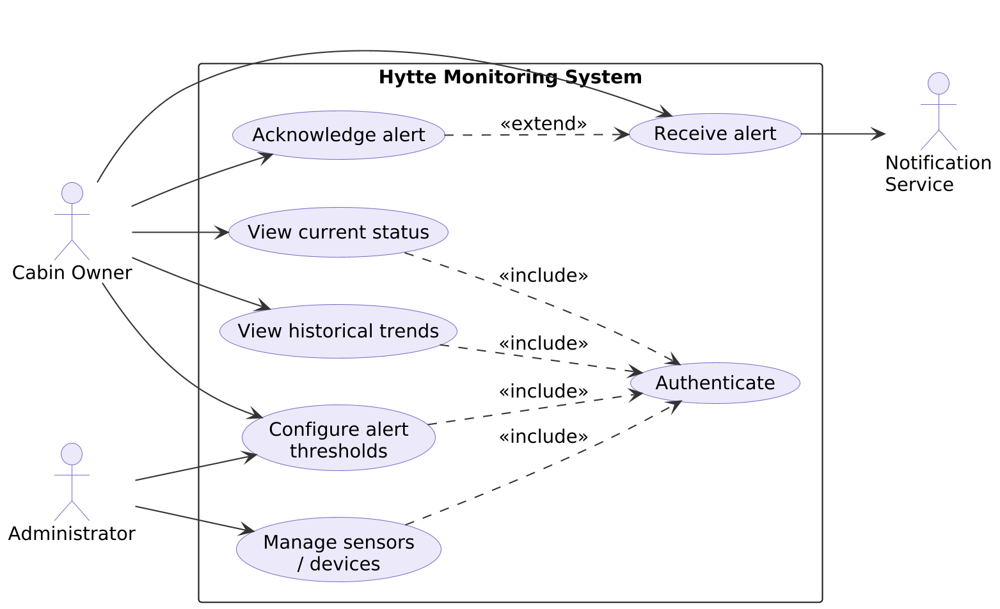 Hytte Monitoring System
Acknowledge alert
«extend»
Receive alert
Notification
Service
View current status
Cabin Owner
«include»
View historical trends
«include»
Authenticate
«include»
Configure alert
thresholds
«include»
Administrator
Manage sensors
/ devices